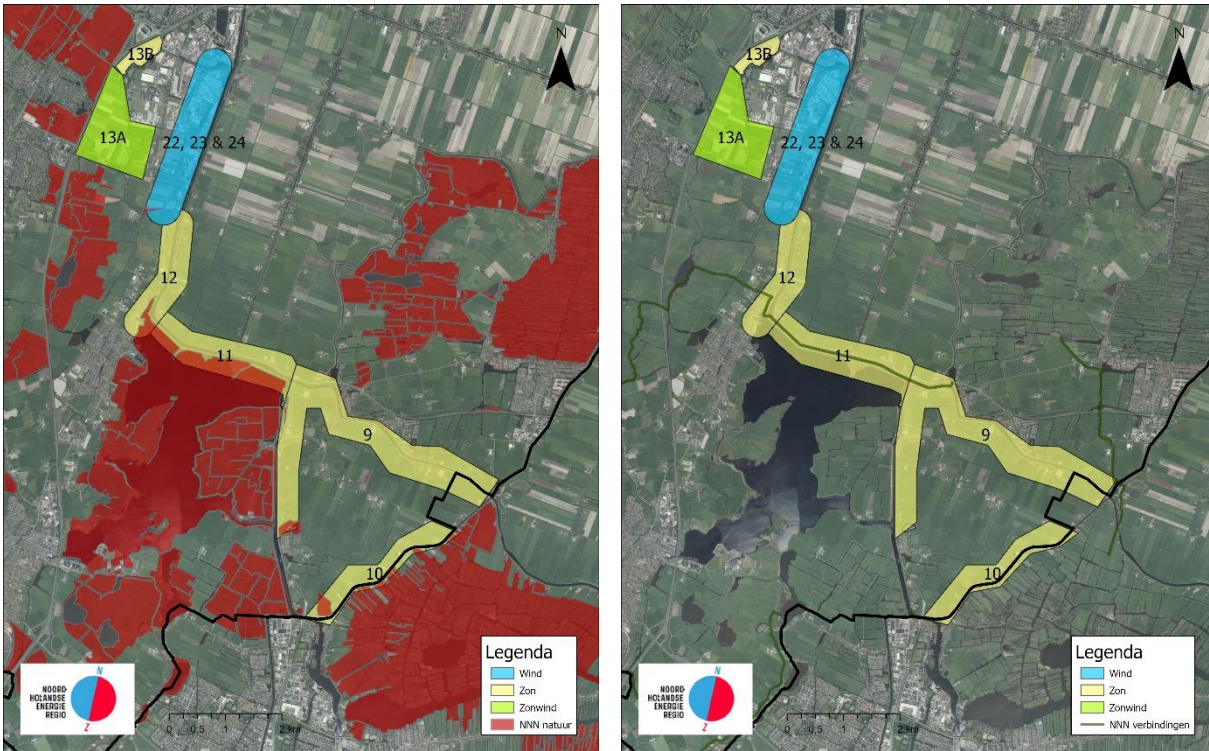 N
13B
13A
22, 23 & 24
12
11
9
10
N
NOORD-
HOLLANDSE
ENERGIE
REGIO
Z
0 0,5 1 2 km
Legenda
Wind
Zon
Zonwind
NNN natuur
N
13B
13A
22, 23 & 24
12
11
9
10
N
NOORD-
HOLLANDSE
ENERGIE
REGIO
Z
0 0,5 1 2 km
Legenda
Wind
Zon
Zonwind
NNN verbindingen